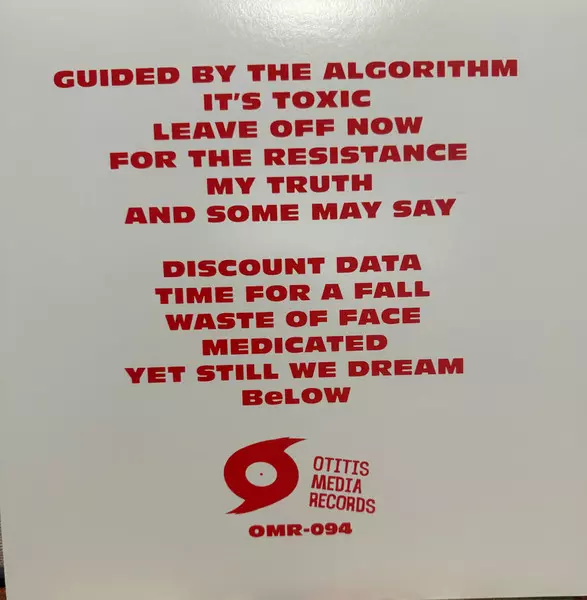 GUIDED BY THE ALGORITHM
IT'S TOXIC
LEAVE OFF NOW
FOR THE RESISTANCE
MY TRUTH
AND SOME MAY SAY
DISCOUNT DATA
TIME FOR A FALL
WASTE OF FACE
MEDICATED
YET STILL WE DREAM
BeLOW
OTITIS
MEDIA
RECORDS
OMR-094